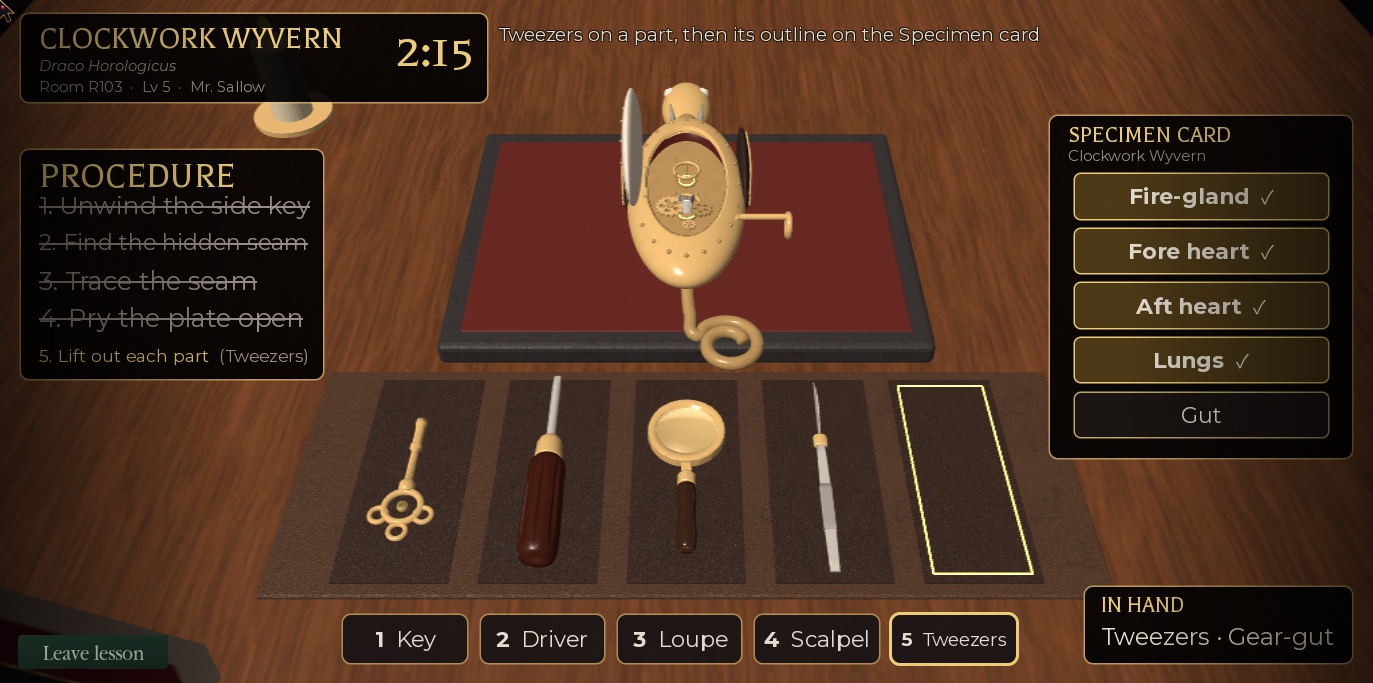 CLOCKWORK WYVERN
Draco Horologicus
Room R103 · Lv 5 · Mr. Sallow
2:15
Tweezers on a part, then its outline on the Specimen card
PROCEDURE
1. Unwind the side key
2. Find the hidden seam
3. Trace the seam
4. Pry the plate open
5. Lift out each part (Tweezers)
SPECIMEN CARD
Clockwork Wyvern
Fire-gland ✓
Fore heart ✓
Aft heart ✓
Lungs ✓
Gut
IN HAND
Tweezers · Gear-gut
1 Key
2 Driver
3 Loupe
4 Scalpel
5 Tweezers
Leave lesson